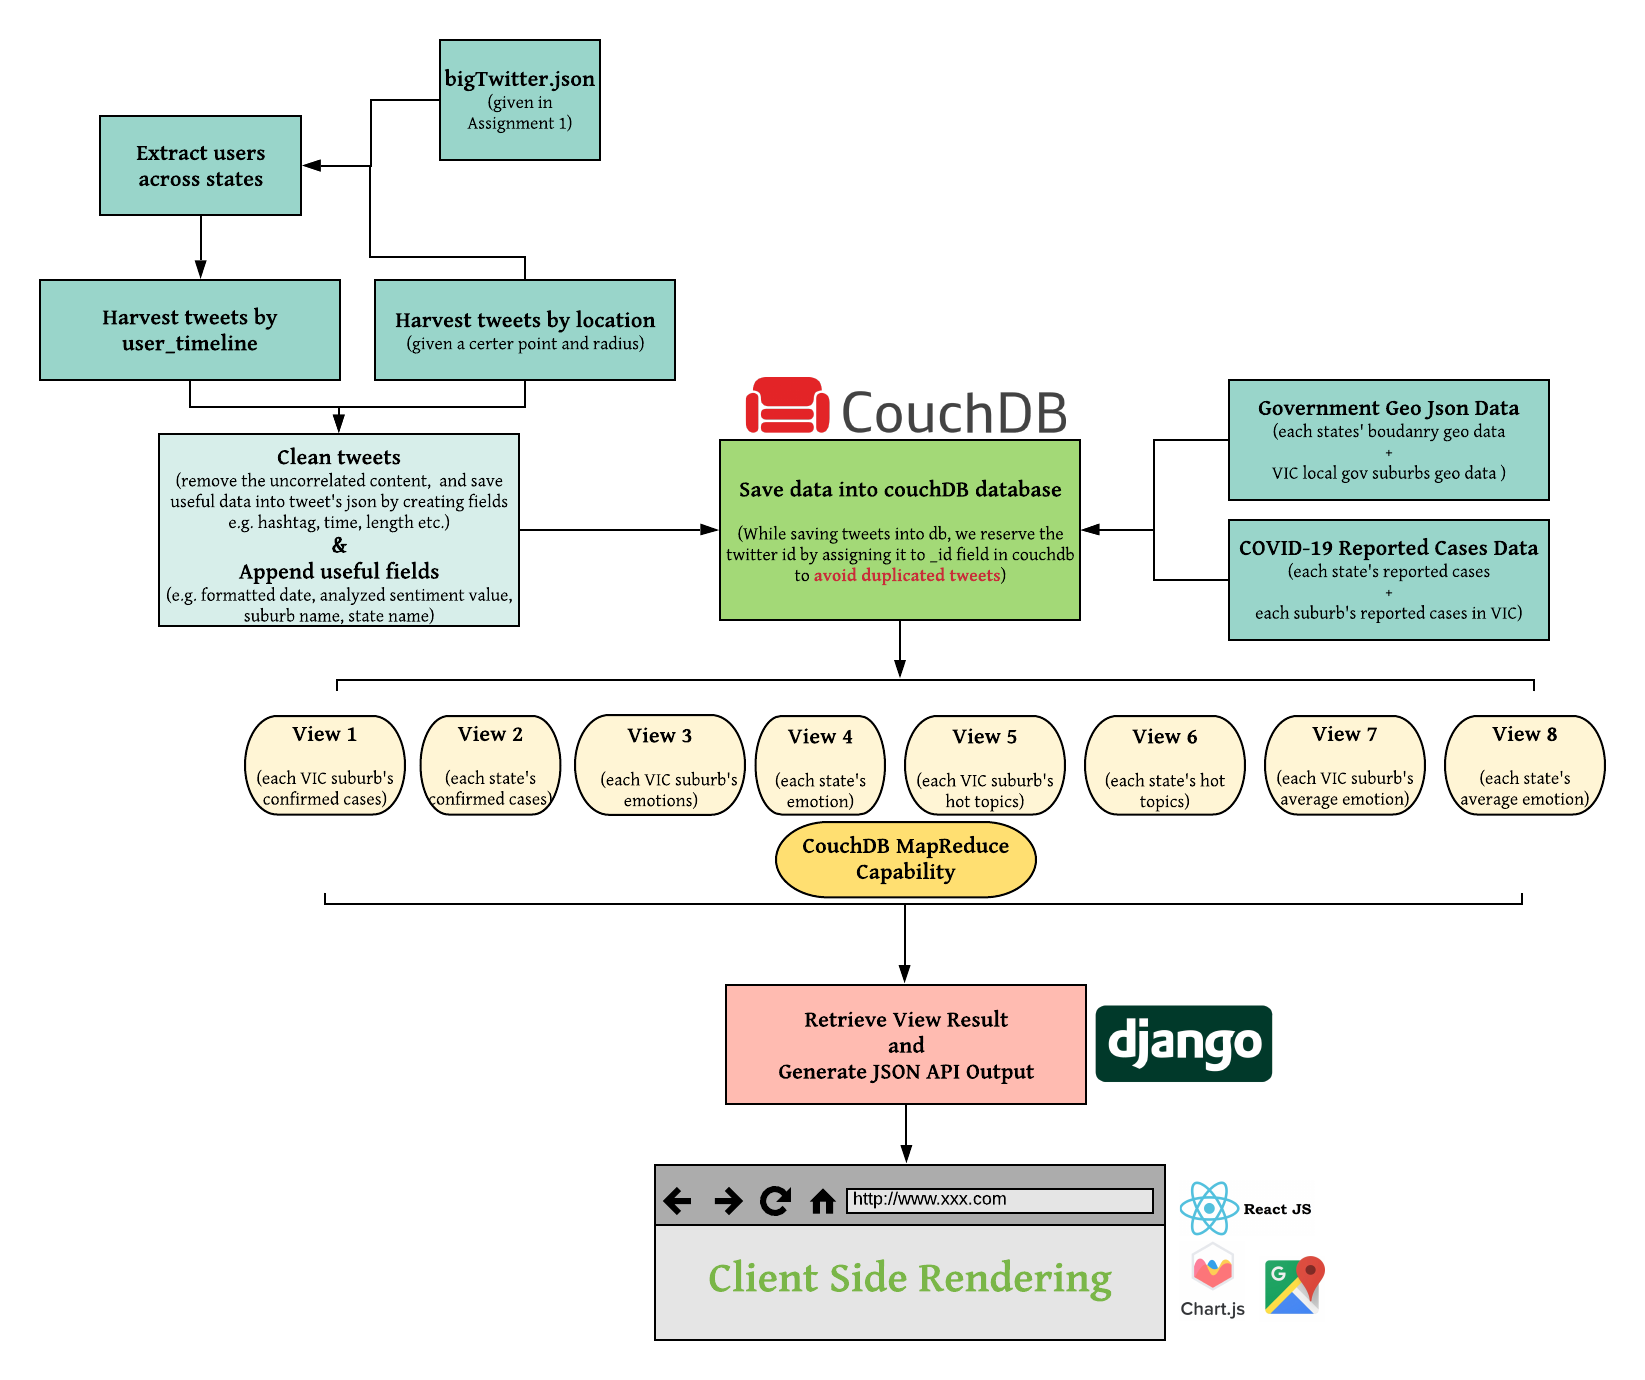 bigTwitter.json
(given in
Assignment 1)
Extract users
across states
Harvest tweets by
user_timeline
Harvest tweets by location
(given a certer point and radius)
CouchDB
Clean tweets
(remove the uncorrelated content,  and save
useful data into tweet's json by creating fields
e.g. hashtag, time, length etc.)
&
Append useful fields
(e.g. formatted date, analyzed sentiment value,
suburb name, state name)
Save data into couchDB database
(While saving tweets into db, we reserve the
twitter id by assigning it to _id field in couchdb
to avoid duplicated tweets)
Government Geo Json Data
(each states' boudanry geo data
+
VIC local gov suburbs geo data )
COVID-19 Reported Cases Data
(each state's reported cases
+
each suburb's reported cases in VIC)
View 1
(each VIC suburb's
confirmed cases)
View 2
(each state's
confirmed cases)
View 3
(each VIC suburb's
emotions)
View 4
(each state's
emotion)
View 5
(each VIC suburb's
hot topics)
View 6
(each state's hot
topics)
View 7
(each VIC suburb's
average emotion)
View 8
(each state's
average emotion)
CouchDB MapReduce
Capability
Retrieve View Result
and
Generate JSON API Output
django
http://www.xxx.com
Client Side Rendering
React JS
Chart.js
G